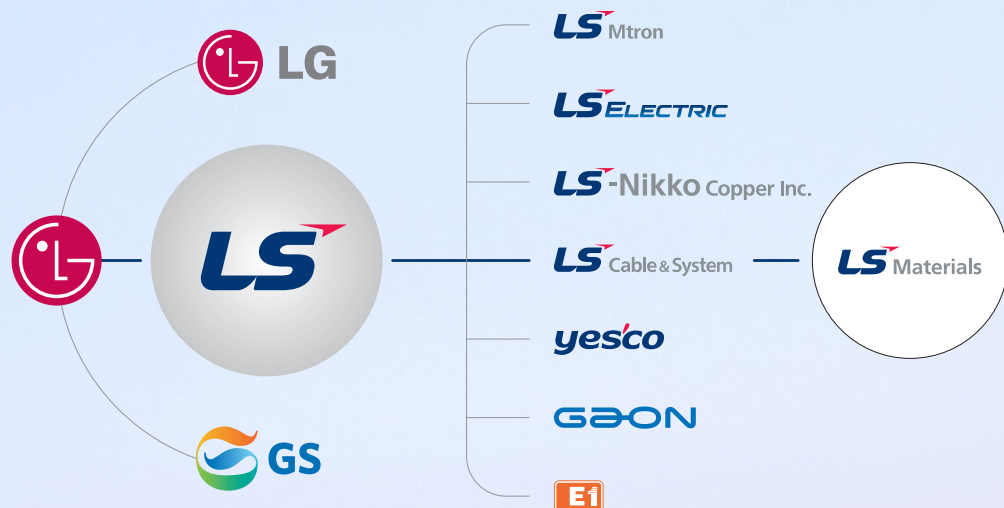 LG
LG
LS
GS
LS Mtron
LS ELECTRIC
LS-Nikko Copper Inc.
LS Cable & System
yesco
GAON
E1
LS Materials